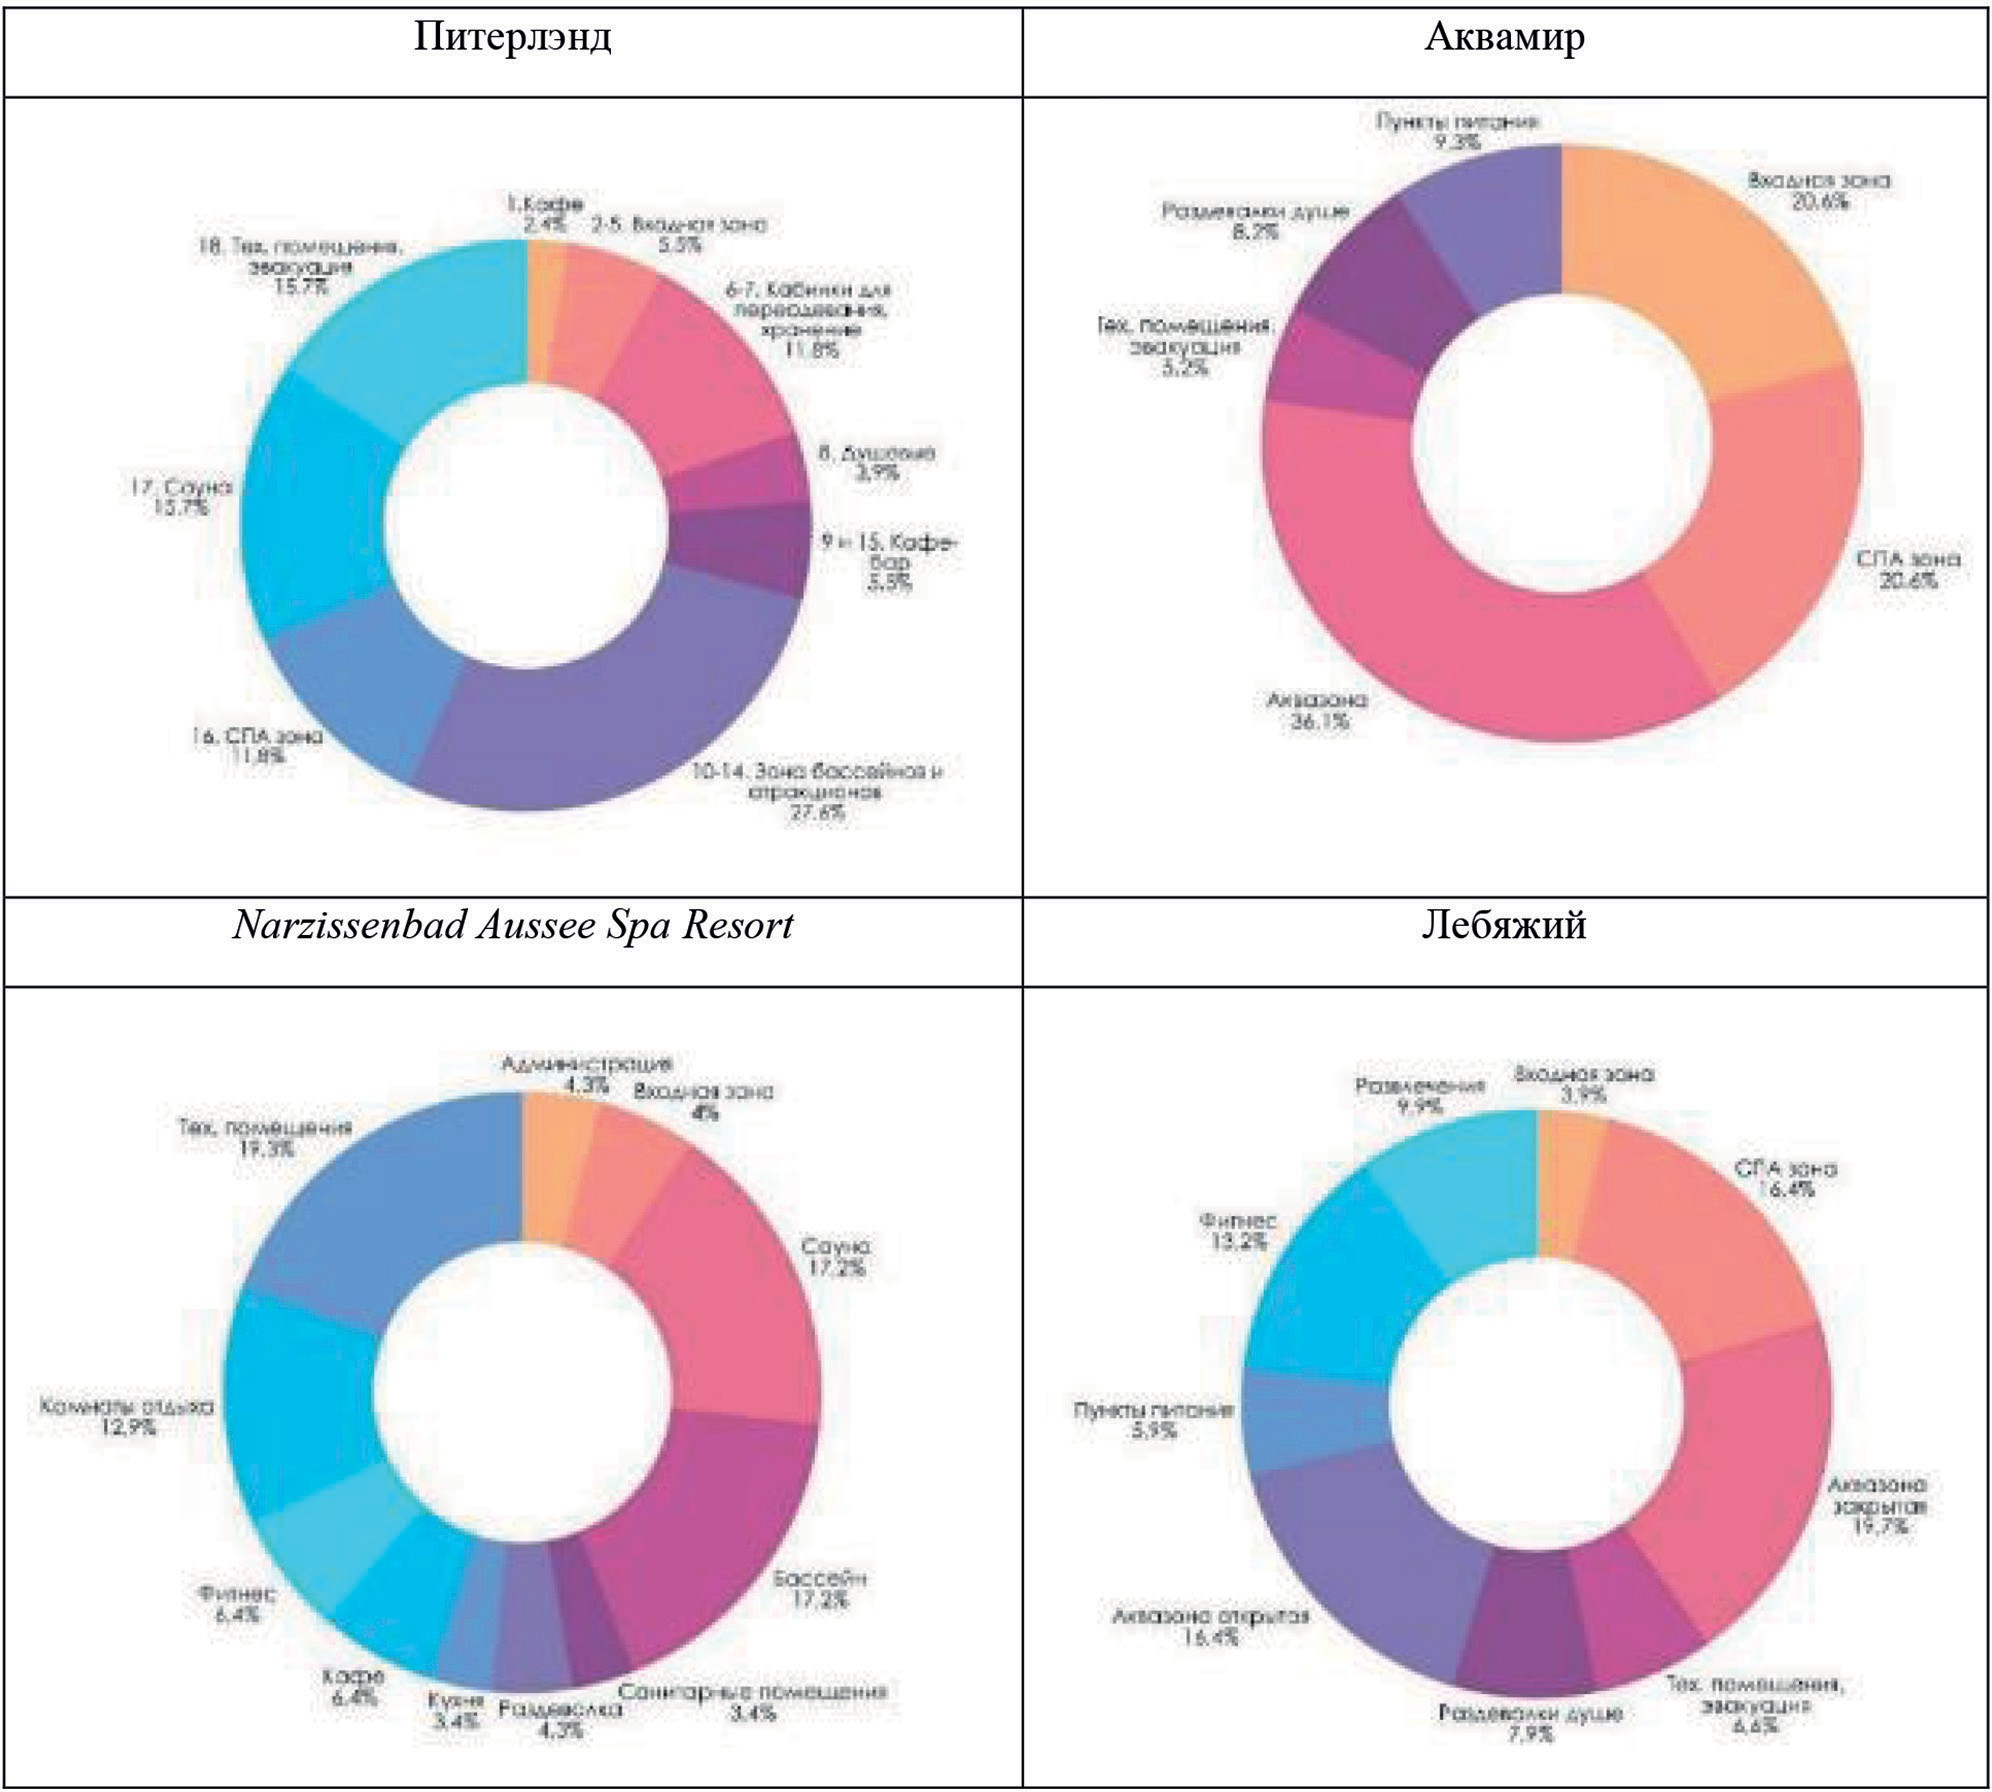 Питерлэнд
Аквамир
1.Кафе
2.4%
2-5. Входная зона
5.5%
6-7. Кабинки для
переодевания,
хранение
11.8%
8. Душевые
3.9%
9 и 15. Кафе-
бар
5.5%
10-14. Зона бассейнов и
атракционов
27.6%
16. СПА зона
11.8%
17. Сауна
15.7%
18. Тех. помещения,
эвакуация
15.7%
Пункты питания
9.3%
Входная зона
20.6%
СПА зона
20.6%
Аквазона
36.1%
Тех. помещения,
эвакуация
5.2%
Раздевалки душе
8.2%
Narzissenbad Aussee Spa Resort
Лебяжий
Администрация
4.3%
Входная зона
4%
Сауна
17.2%
Бассейн
17.2%
Санитарные помещения
3.4%
Раздевалка
4.3%
Кухня
3.4%
Кафе
6.4%
Фитнес
6.4%
Комнаты отдыха
12.9%
Тех. помещения
19.3%
Развлечения
9.9%
Входная зона
3.9%
СПА зона
16.4%
Аквазона
закрытая
19.7%
Тех. помещения,
эвакуация
6.6%
Раздевалки душе
7.9%
Аквазона открытая
16.4%
Пункты питания
5.9%
Фитнес
13.2%